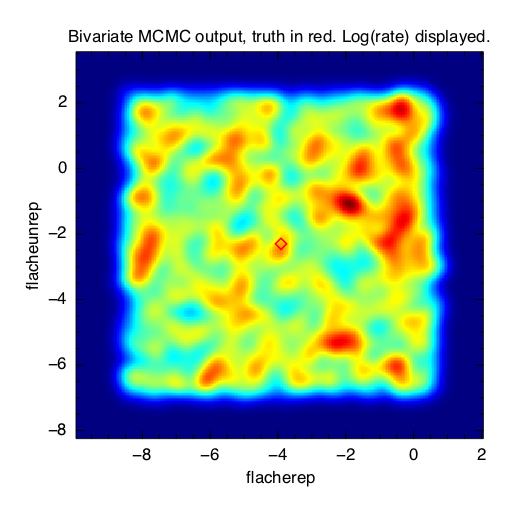 Bivariate MCMC output, truth in red. Log(rate) displayed.
2
0
−2
−4
−6
−8
flacheunrep
−8 −6 −4 −2 0 2
flacherep